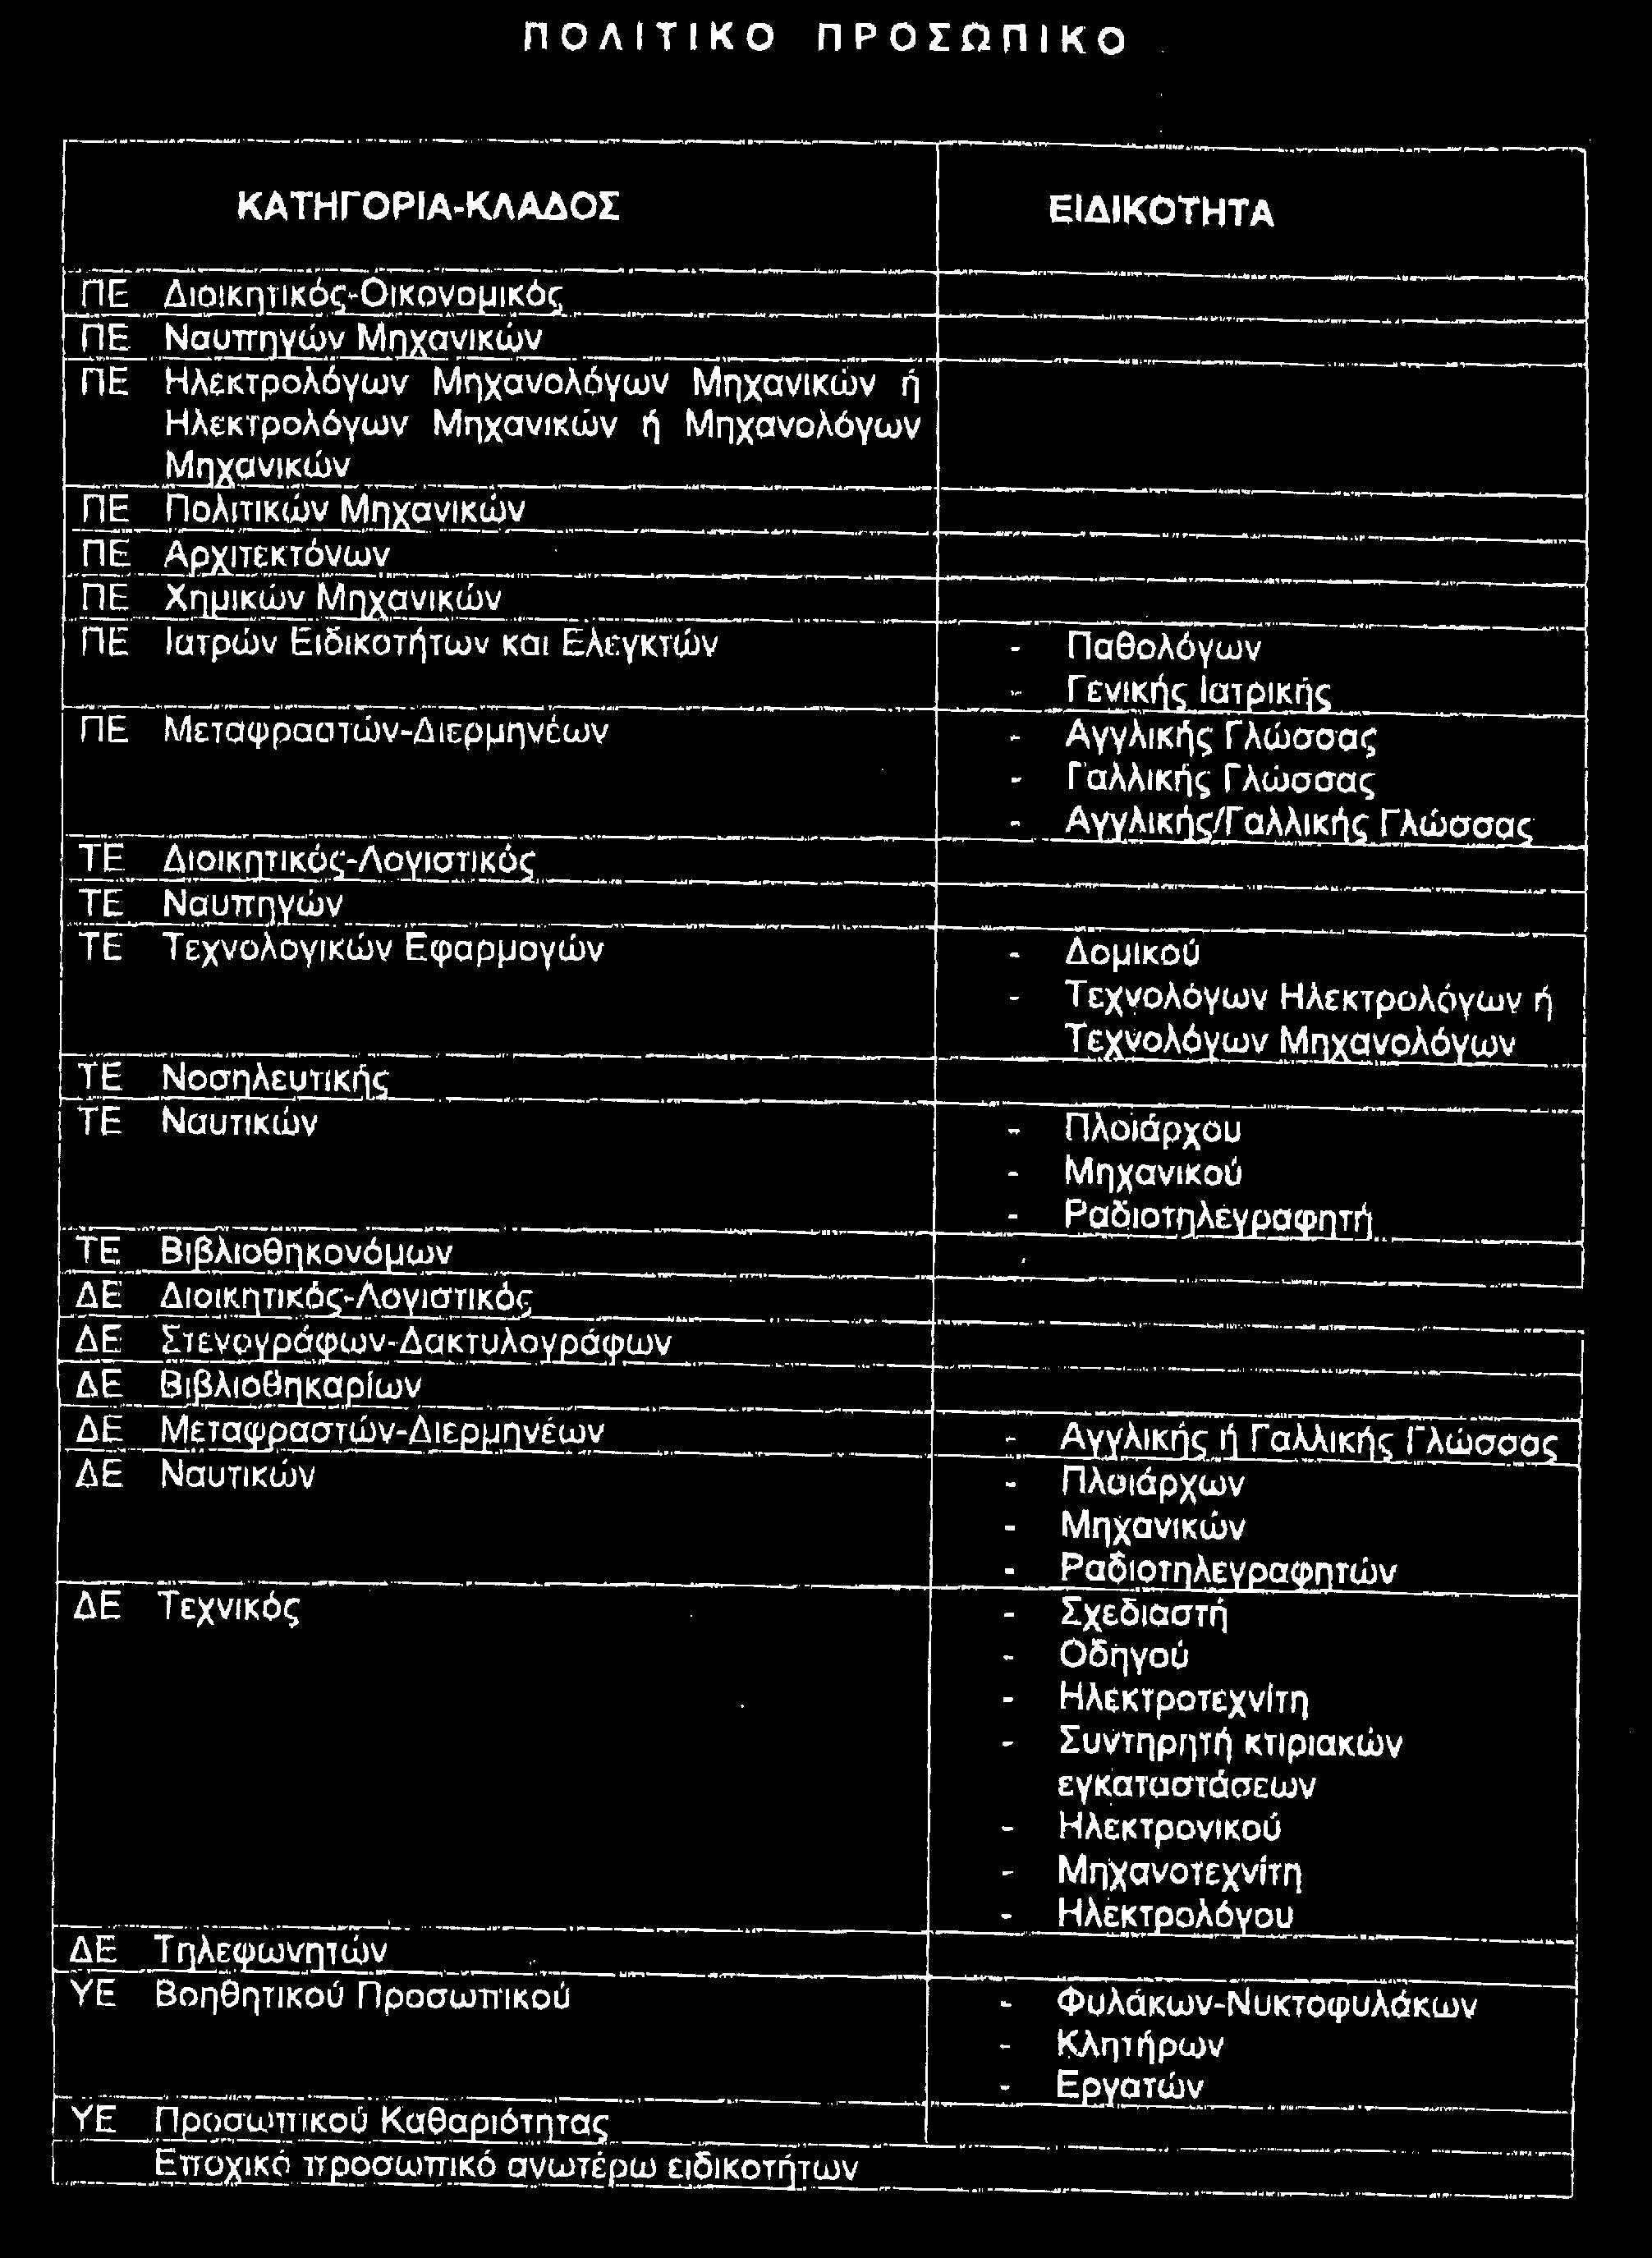 ΠΟΛΙΤΙΚΟ ΠΡΟΣΩΠΙΚΟ
ΚΑΤΗΓΟΡΙΑ-ΚΛΑΔΟΣ ΕΙΔΙΚΟΤΗΤΑ
ΠΕ Διοικητικός-Οικονομικός
ΠΕ Ναυπηγών Μηχανικών
ΠΕ Ηλεκτρολόγων Μηχανολόγων Μηχανικών ή
Ηλεκτρολόγων Μηχανικών ή Μηχανολόγων
Μηχανικών
ΠΕ Πολιτικών Μηχανικών
ΠΕ Αρχιτεκτόνων
ΠΕ Χημικών Μηχανικών
ΠΕ Ιατρών Ειδικοτήτων και Ελεγκτών - Παθολόγων
- Γενικής Ιατρικής
ΠΕ Μεταφραστών-Διερμηνέων - Αγγλικής Γλώσσας
- Γαλλικής Γλώσσας
- Αγγλικής/Γαλλικής Γλώσσας
ΤΕ Διοικητικός-Λογιστικός
ΤΕ Ναυπηγών
ΤΕ Τεχνολογικών Εφαρμογών - Δομικού
- Τεχνολόγων Ηλεκτρολόγων ή
Τεχνολόγων Μηχανολόγων
ΤΕ Νοσηλευτικής
ΤΕ Ναυτικών - Πλοιάρχου
- Μηχανικού
- Ραδιοτηλεγραφητή
ΤΕ Βιβλιοθηκονόμων
ΔΕ Διοικητικός-Λογιστικός
ΔΕ Στενογράφων-Δακτυλογράφων
ΔΕ Βιβλιοθηκαρίων
ΔΕ Μεταφραστών-Διερμηνέων - Αγγλικής ή Γαλλικής Γλώσσας
ΔΕ Ναυτικών - Πλοιάρχων
- Μηχανικών
- Ραδιοτηλεγραφητών
ΔΕ Τεχνικός - Σχεδιαστή
- Οδηγού
- Ηλεκτροτεχνίτη
- Συντηρητή κτιριακών
εγκαταστάσεων
- Ηλεκτρονικού
- Μηχανοτεχνίτη
- Ηλεκτρολόγου
ΔΕ Τηλεφωνητών
ΥΕ Βοηθητικού Προσωπικού - Φυλάκων-Νυκτοφυλάκων
- Κλητήρων
- Εργατών
ΥΕ Προσωπικού Καθαριότητας
Εποχικό προσωπικό ανωτέρω ειδικοτήτων